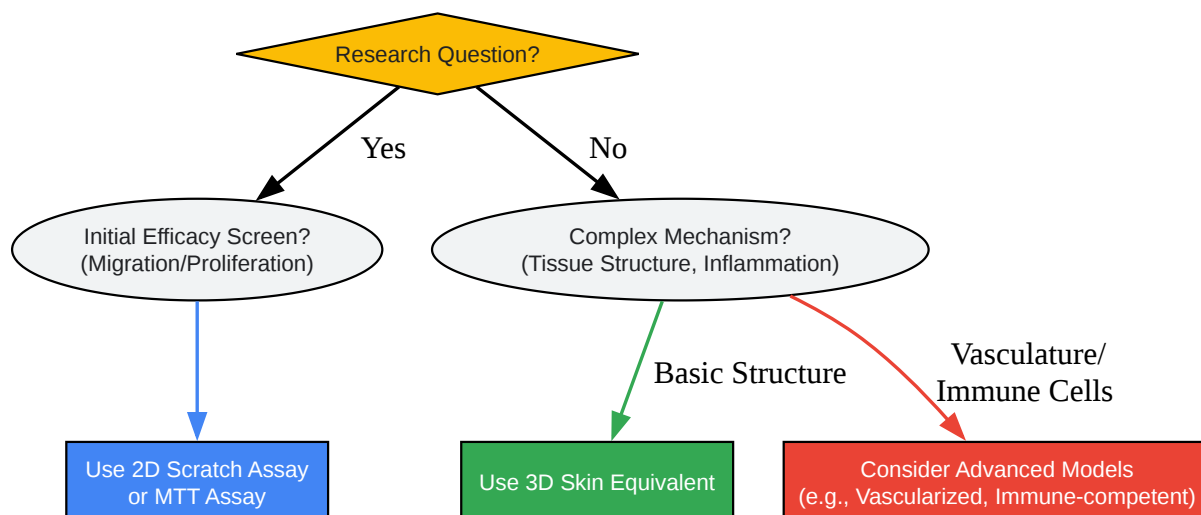 Research Question?
Yes
No
Initial Efficacy Screen?
(Migration/Proliferation)
Complex Mechanism?
(Tissue Structure, Inflammation)
Basic Structure
Vasculature/
Immune Cells
Use 2D Scratch Assay
or MTT Assay
Use 3D Skin Equivalent
Consider Advanced Models
(e.g., Vascularized, Immune-competent)